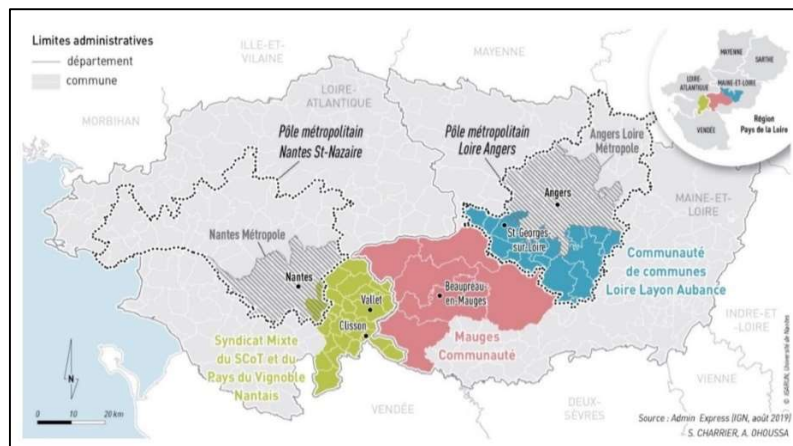 Limites administratives
département
commune
ILLE-ET-
VILAINE
MAYENNE
LOIRE-
ATLANTIQUE
MORBIHAN
Pôle métropolitain
Nantes St-Nazaire
Pôle métropolitain
Loire Angers
Angers Loire
Métropole
Angers
MAINE-ET-
LOIRE
St-Georges-
sur-Loire
Nantes Métropole
Nantes
Vallet
Clisson
Beaupréau-
en-Mauges
Communauté
de communes
Loire Layon Aubance
Syndicat Mixte
du SCoT et du
Pays du Vignoble
Nantais
Mauges
Communauté
INDRE-ET
-LOIRE
VENDÉE
DEUX-
SÈVRES
VIENNE
N
0 10 20 km
MAYENNE
SARTHE
LOIRE-
ATLANTIQUE
MAINE-ET-LOIRE
VENDÉE
Région
Pays de la Loire
© IGARUN, Université de Nantes
Source : Admin Express (IGN, août 2019)
S. CHARRIER, A. OHOUSSA